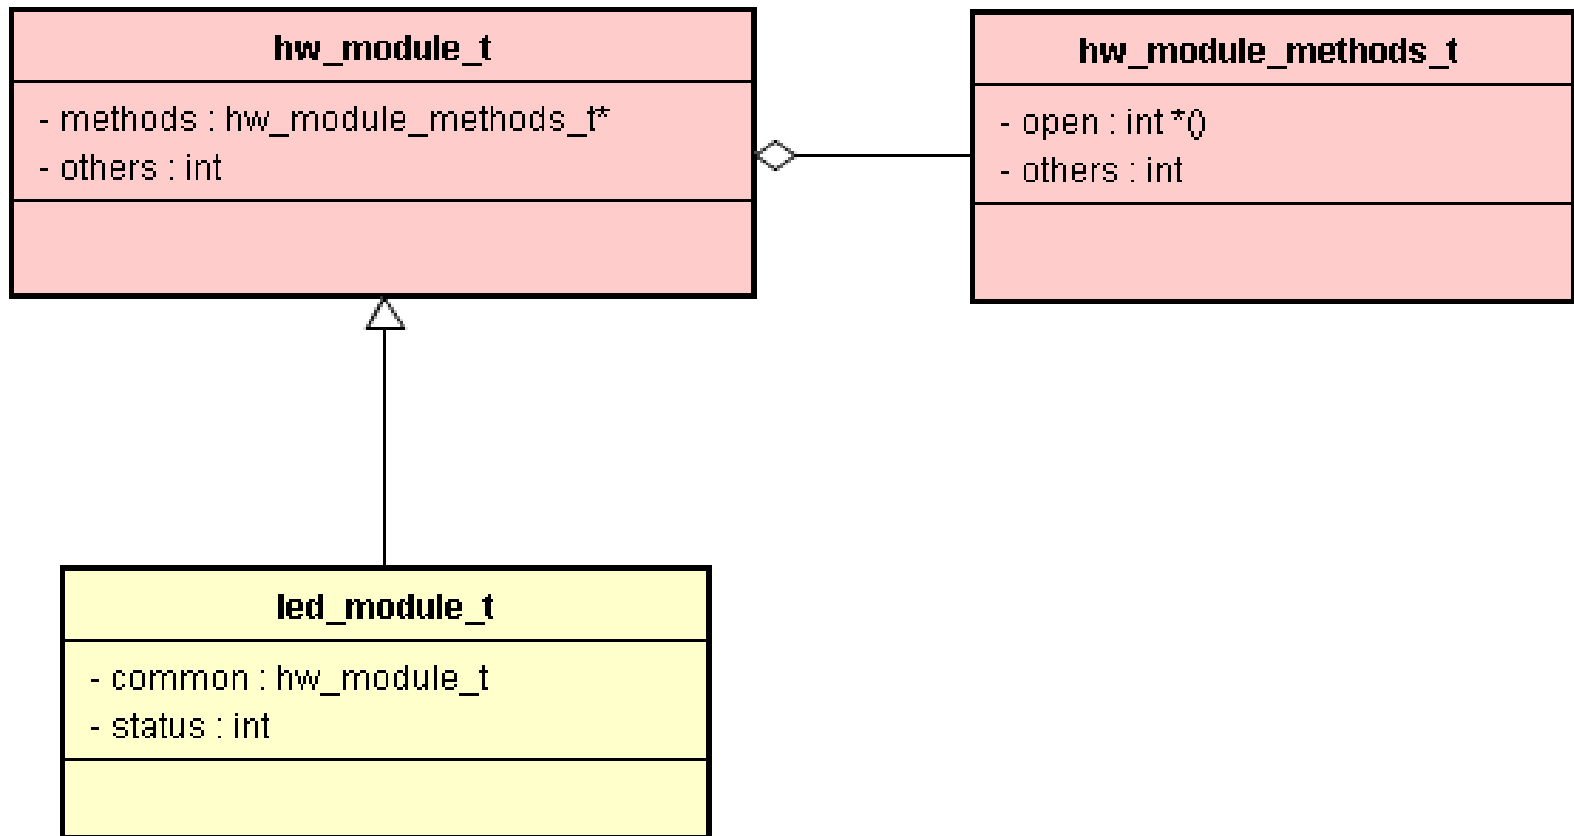 hw_module_t
- methods : hw_module_methods_t*
- others : int
hw_module_methods_t
- open : int *()
- others : int
led_module_t
- common : hw_module_t
- status : int